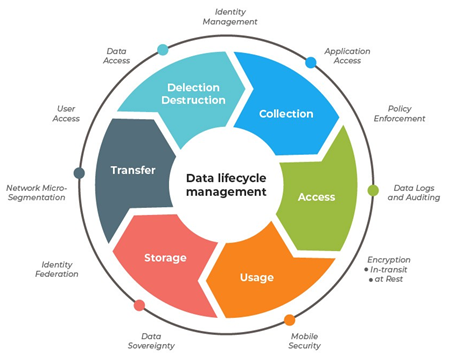 Identity
Management
Data
Access
Application
Access
Delection
Destruction
Collection
User
Access
Policy
Enforcement
Transfer
Data lifecycle
management
Access
Network Micro-
Segmentation
Data Logs
and Auditing
Storage
Usage
Identity
Federation
Encryption
• In-transit
• at Rest
Data
Sovereignty
Mobile
Security